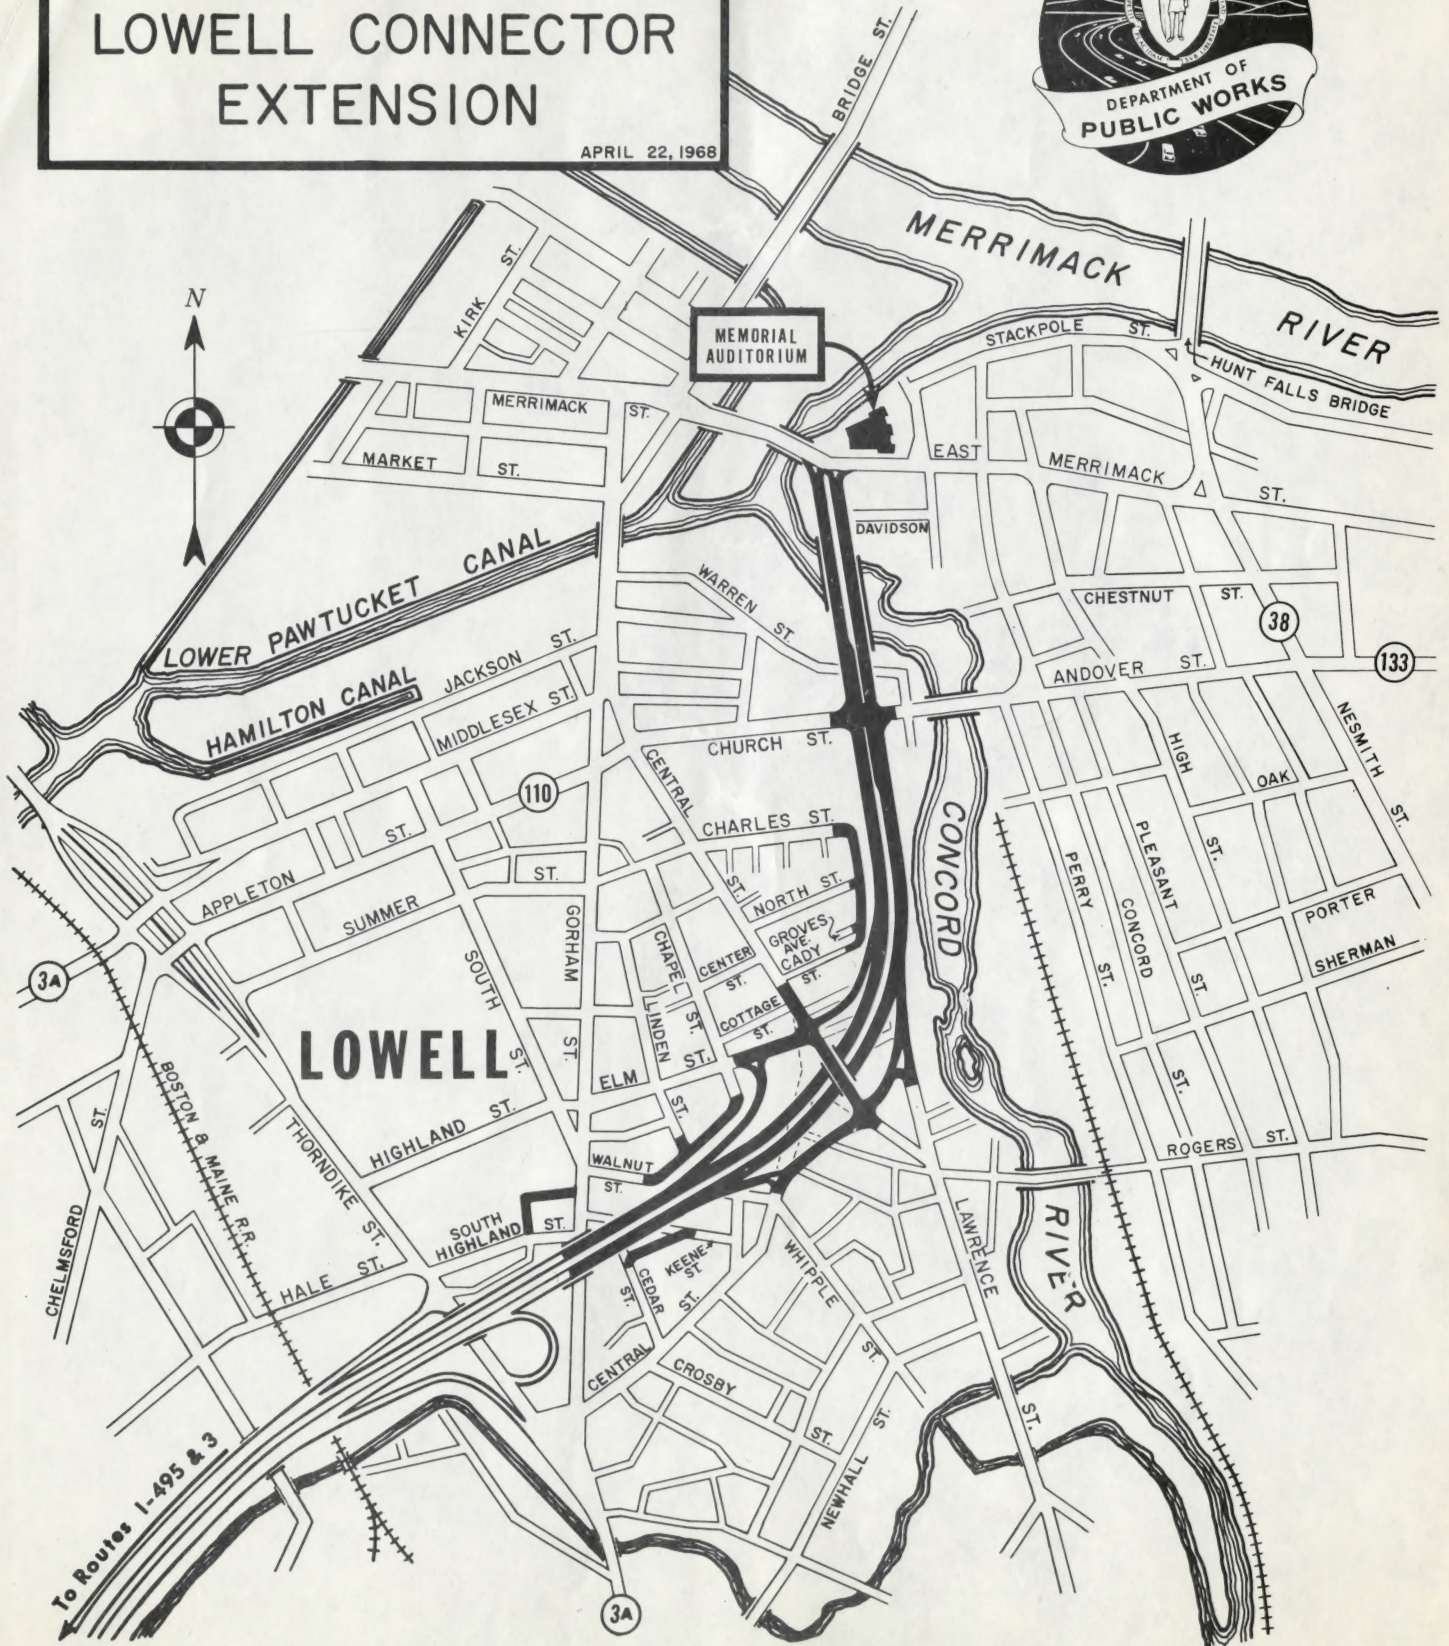 LOWELL CONNECTOR
EXTENSION
APRIL 22, 1968
DEPARTMENT OF
PUBLIC WORKS
BRIDGE ST.
MERRIMACK
RIVER
N
KIRK ST.
MEMORIAL
AUDITORIUM
STACKPOLE ST.
HUNT FALLS BRIDGE
MERRIMACK ST.
MARKET ST.
EAST MERRIMACK ST.
DAVIDSON
LOWER PAWTUCKET CANAL
WARREN ST.
CHESTNUT ST.
38
133
HAMILTON CANAL
JACKSON ST.
MIDDLESEX ST.
ANDOVER ST.
NESMITH ST.
CHURCH ST.
CENTRAL ST.
HIGH ST.
OAK
110
CHARLES ST.
CONCORD
RIVER
PERRY ST.
PLEASANT ST.
CONCORD ST.
APPLETON ST.
SUMMER ST.
NORTH ST.
GROVES
AVE.
CADY ST.
PORTER
SHERMAN
3A
SOUTH ST.
GORHAM ST.
CHAPEL ST.
CENTER
ST.
LINDEN ST.
COTTAGE
ST.
LOWELL
ELM ST.
BOSTON & MAINE R.R.
CHELMSFORD ST.
THORNDIKE ST.
HIGHLAND ST.
WALNUT
ST.
ROGERS ST.
SOUTH
HIGHLAND ST.
HALE ST.
KEENE
ST.
CEDAR
ST.
WHIPPLE ST.
LAWRENCE ST.
CENTRAL ST.
CROSBY ST.
NEWHALL ST.
To Routes I-495 & 3
3A